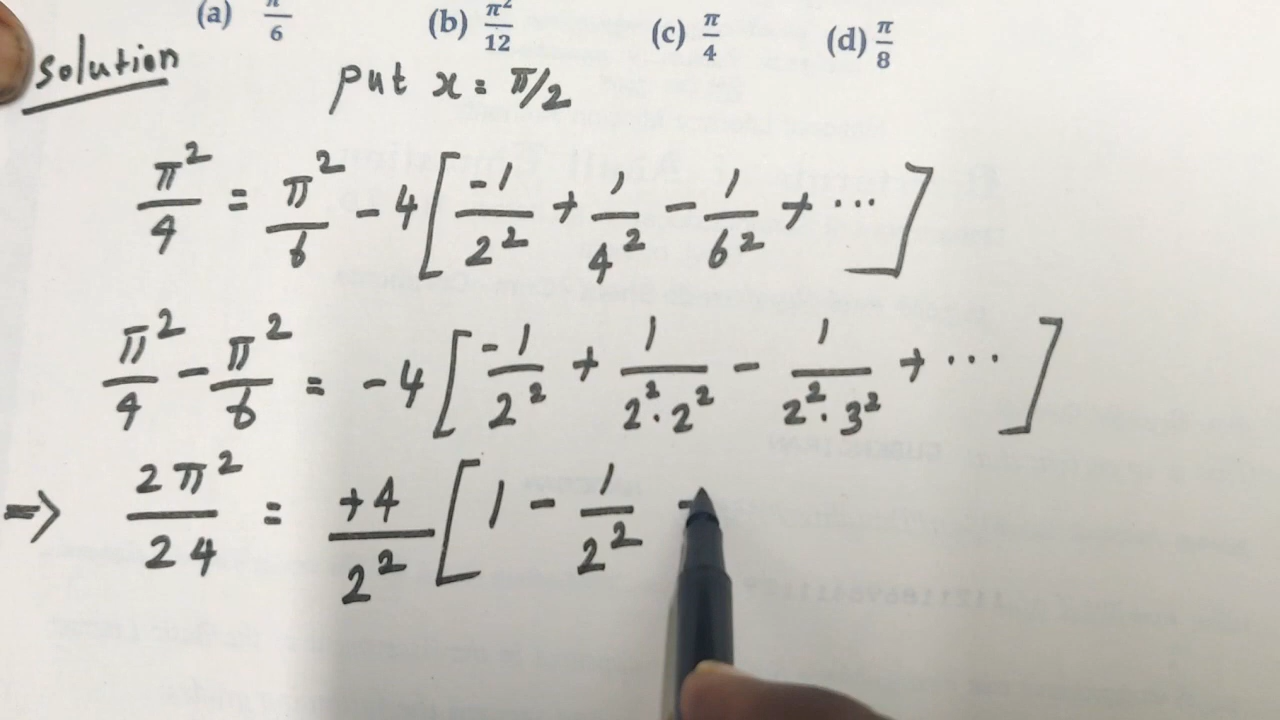 (a) π/6 (b) π²/12 (c) π/4 (d) π/8
Solution
put x = π/2
π²/4 = π²/6 - 4[-1/2² + 1/4² - 1/6² + ...]
π²/4 - π²/6 = -4[-1/2² + 1/2².2² - 1/2².3² + ...]
=> 2π²/24 = +4/2² [1 - 1/2²